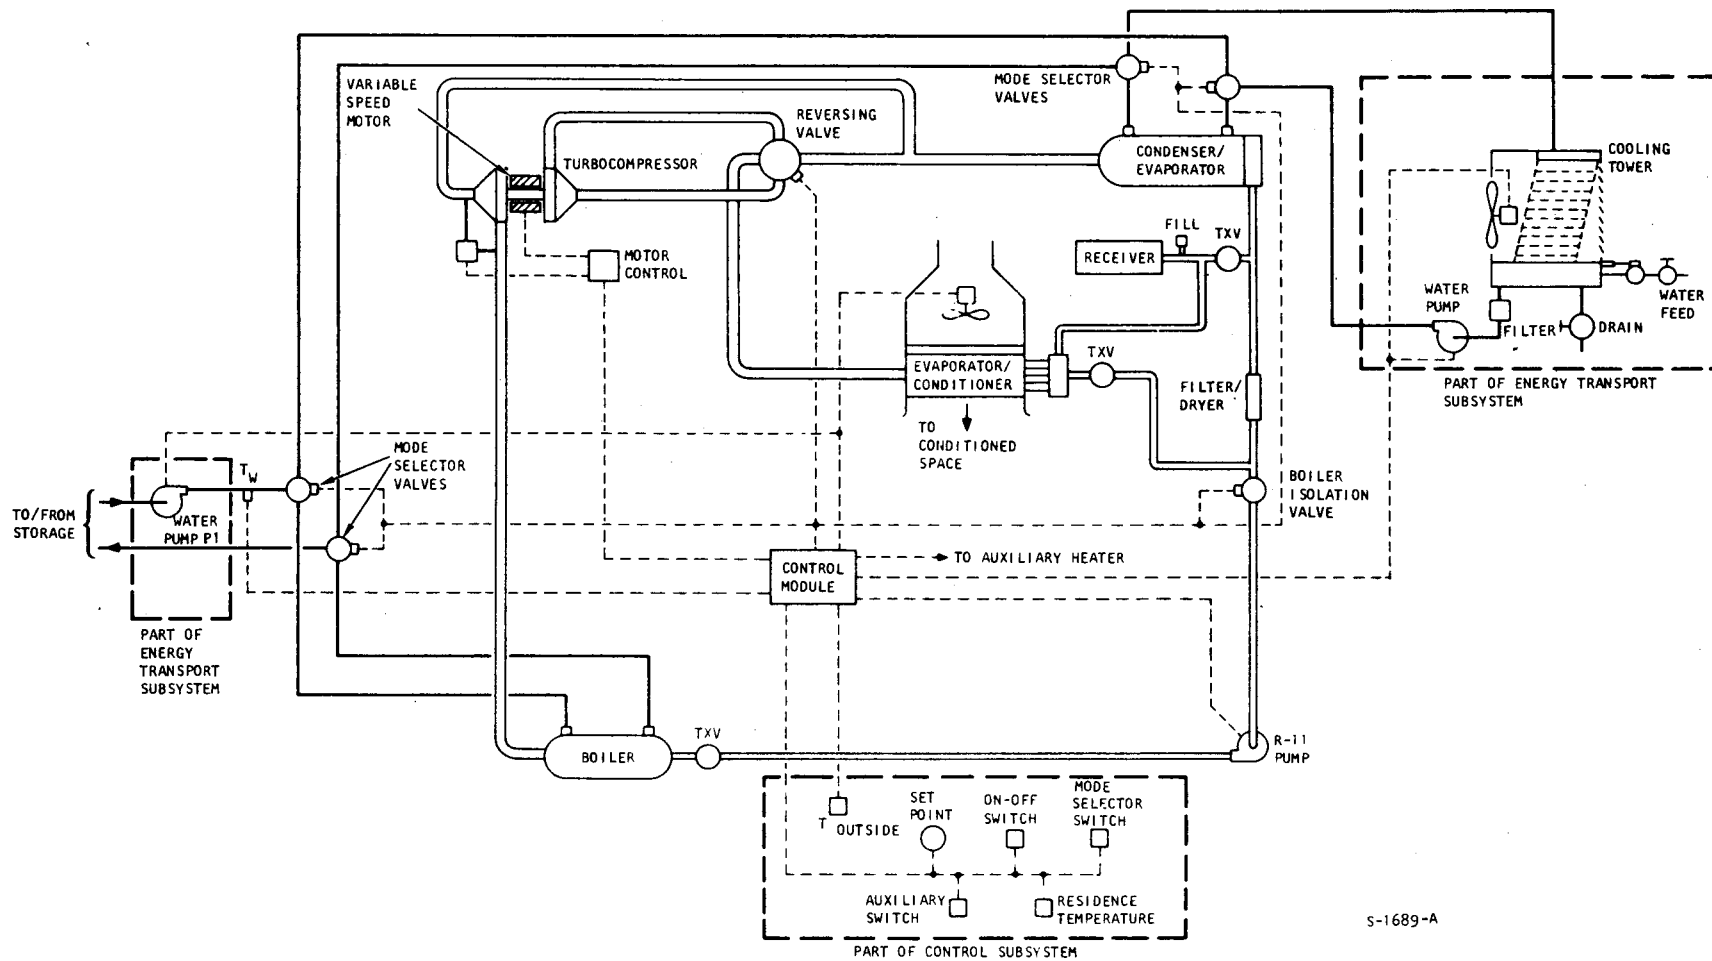 MODE SELECTOR
VALVES
VARIABLE
SPEED
MOTOR
REVERSING
VALVE
TURBOCOMPRESSOR
CONDENSER/
EVAPORATOR
COOLING
TOWER
FILL
TXV
RECEIVER
MOTOR
CONTROL
WATER
PUMP
FILTER
DRAIN
WATER
FEED
EVAPORATOR/
CONDITIONER
TXV
FILTER/
DRYER
PART OF ENERGY TRANSPORT
SUBSYSTEM
TO
CONDITIONED
SPACE
MODE
SELECTOR
VALVES
TW
BOILER
ISOLATION
VALVE
TO/FROM
STORAGE
WATER
PUMP P1
CONTROL
MODULE
TO AUXILIARY HEATER
PART OF
ENERGY
TRANSPORT
SUBSYSTEM
BOILER
TXV
R-11
PUMP
T OUTSIDE
SET
POINT
ON-OFF
SWITCH
MODE
SELECTOR
SWITCH
AUXILIARY
SWITCH
RESIDENCE
TEMPERATURE
PART OF CONTROL SUBSYSTEM
S-1689-A